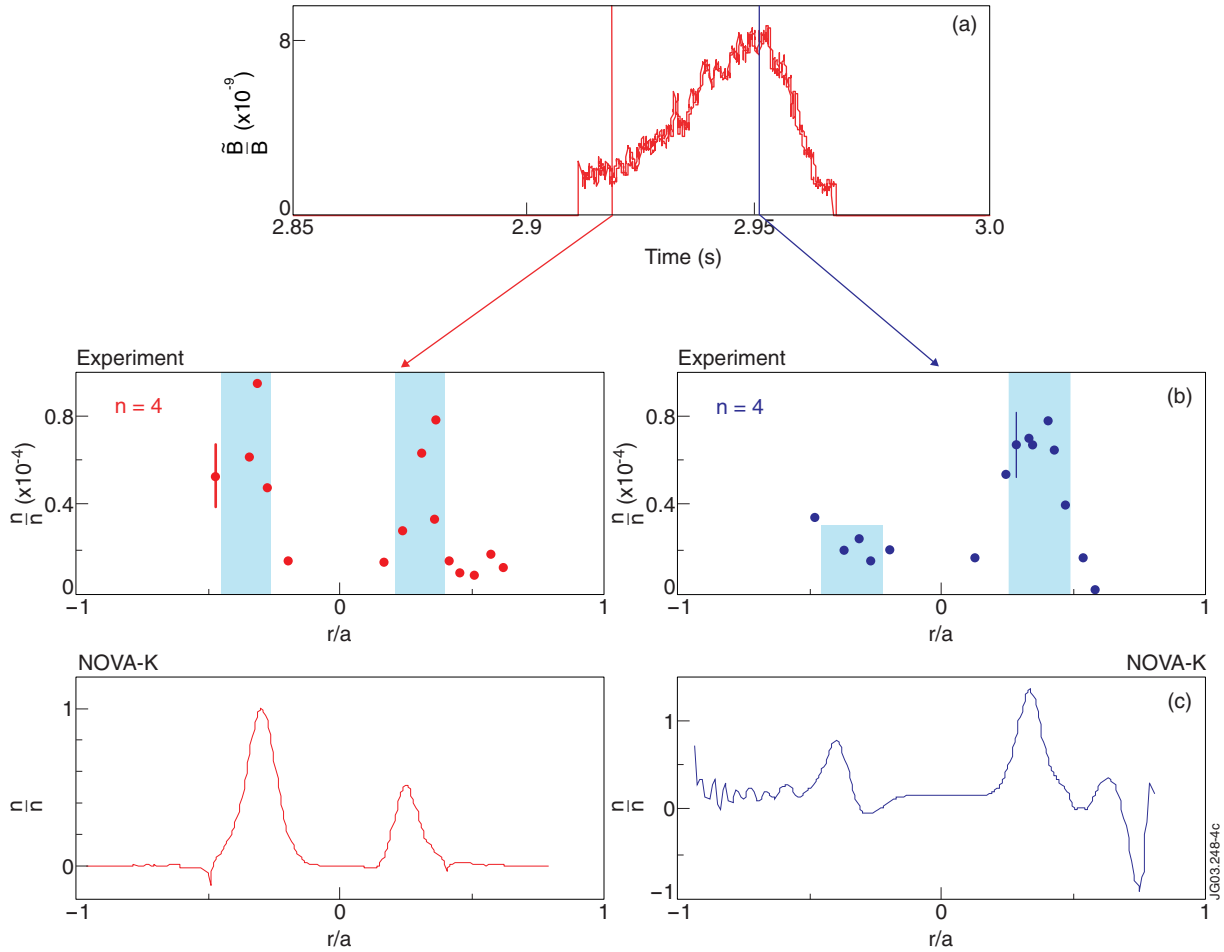 (a)
8
0
B̃
B
(x10-9)
2.85
2.9
2.95
3.0
Time (s)
Experiment
n = 4
0.8
0.4
0
n
n
(x10-4)
−1
0
1
r/a
Experiment
(b)
n = 4
0.8
0.4
0
n
n
(x10-4)
−1
0
1
r/a
NOVA-K
1
0
n
n
−1
0
1
r/a
NOVA-K
(c)
1
0
−1
n
n
−1
0
1
r/a
JG03.248-4c